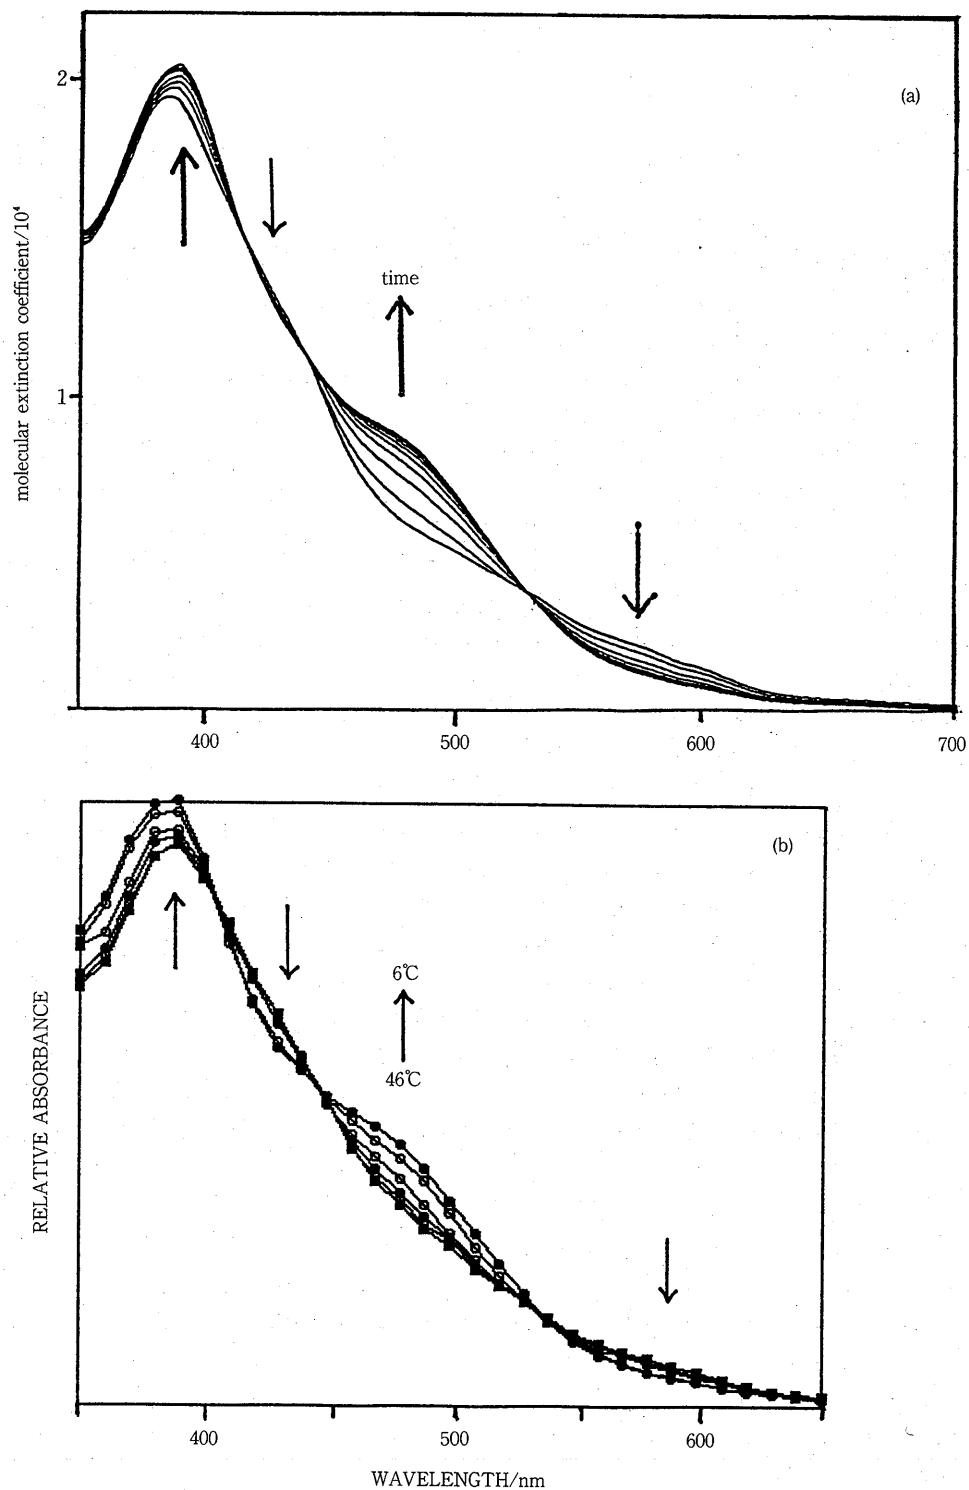 (a)
2
1
time
molecular extinction coefficient/10⁴
400 500 600 700
(b)
6℃
46℃
RELATIVE ABSORBANCE
400 500 600
WAVELENGTH/nm